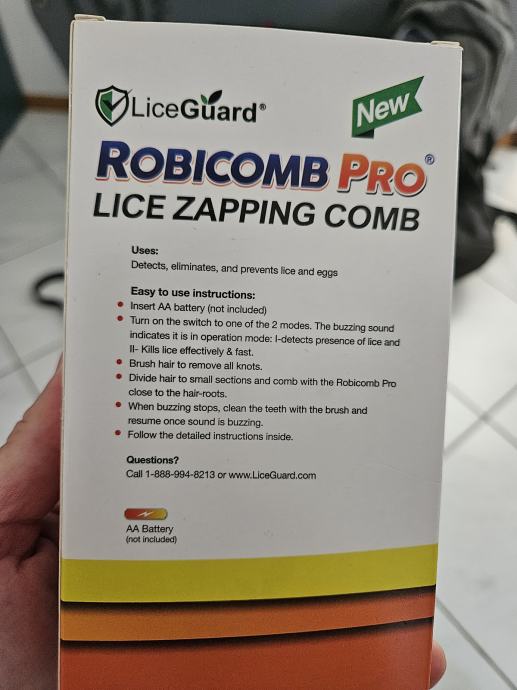 LiceGuard®
New
ROBICOMB PRO®
LICE ZAPPING COMB
Uses:
Detects, eliminates, and prevents lice and eggs
Easy to use instructions:
• Insert AA battery (not included)
• Turn on the switch to one of the 2 modes. The buzzing sound
indicates it is in operation mode: I-detects presence of lice and
II- Kills lice effectively & fast.
• Brush hair to remove all knots.
• Divide hair to small sections and comb with the Robicomb Pro
close to the hair-roots.
• When buzzing stops, clean the teeth with the brush and
resume once sound is buzzing.
• Follow the detailed instructions inside.
Questions?
Call 1-888-994-8213 or www.LiceGuard.com
AA Battery
(not included)